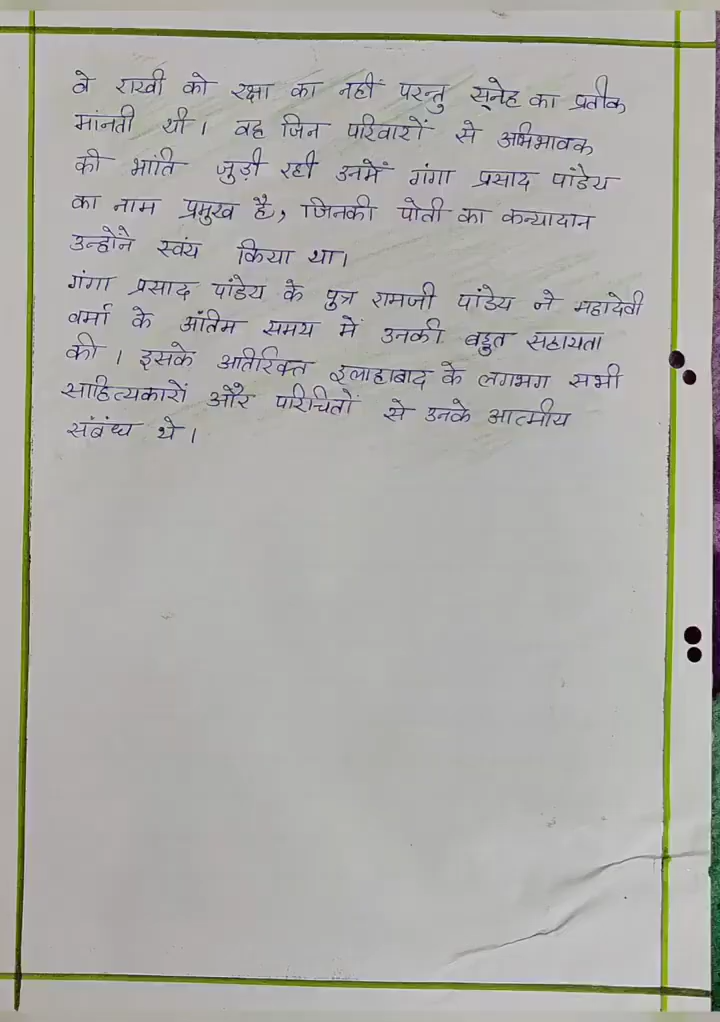 वे राखी को रक्षा का नहीं परन्तु स्नेह का प्रतीक
मांनती थी। वह जिन परिवारों से अभिभावक
की भांति जुड़ी रही उनमें गंगा प्रसाद पांडेय
का नाम प्रमुख है, जिनकी पोती का कन्यादान
उन्होने स्वंय किया था।
गंगा प्रसाद पांडेय के पुत्र रामजी पांडेय ने महादेवी
वर्मा के अंतिम समय में उनकी बहुत सहायता
की। इसके अतिरिक्त इलाहाबाद के लगभग सभी
साहित्यकारों और परिचितों से उनके आत्मीय
संबंध थे।